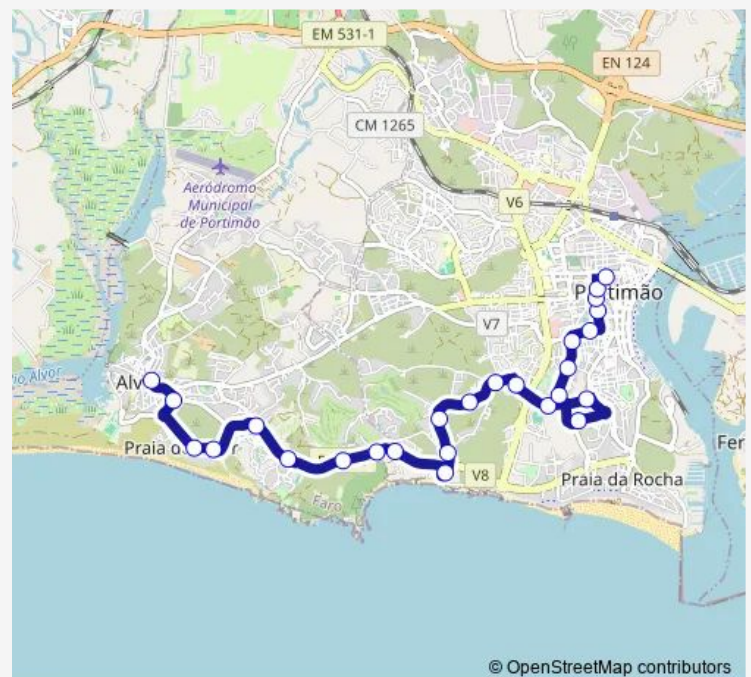 EM 531-1
EN 124
CM 1265
Aeródromo
Municipal
de Portimão
V6
Portimão
V7
Alvor
Praia
V8
Praia da Rocha
Faro
© OpenStreetMap contributors